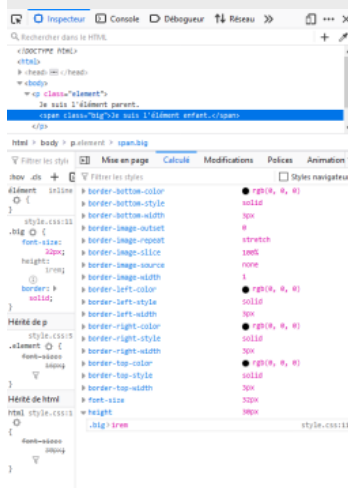 Inspecteur Console Débogueur Réseau
Rechercher dans le HTML
<!DOCTYPE html>
<html>
<head> </head>
<body>
<p class="element">
Je suis l'élément parent.
<span class="big">Je suis l'élément enfant.</span>
</p>
html > body > p.element > span.big
Filtrer les styles
:hov .cls +
élément inline
{
}
style.css:11
.big {
font-size:
32px;
height:
1rem;
border:
solid;
}
Hérité de p
style.css:5
.element {
font-size:
}
Hérité de html
html style.css:1
{
font-size:
}
Mise en page Calculé Modifications Polices Animation
Filtrer les styles Styles navigateur
border-bottom-color rgb(0, 0, 0)
border-bottom-style solid
border-bottom-width 3px
border-image-outset 0
border-image-repeat stretch
border-image-slice 100%
border-image-source none
border-image-width 1
border-left-color rgb(0, 0, 0)
border-left-style solid
border-left-width 3px
border-right-color rgb(0, 0, 0)
border-right-style solid
border-right-width 3px
border-top-color rgb(0, 0, 0)
border-top-style solid
border-top-width 3px
font-size 32px
height 30px
.big > 1rem style.css:11